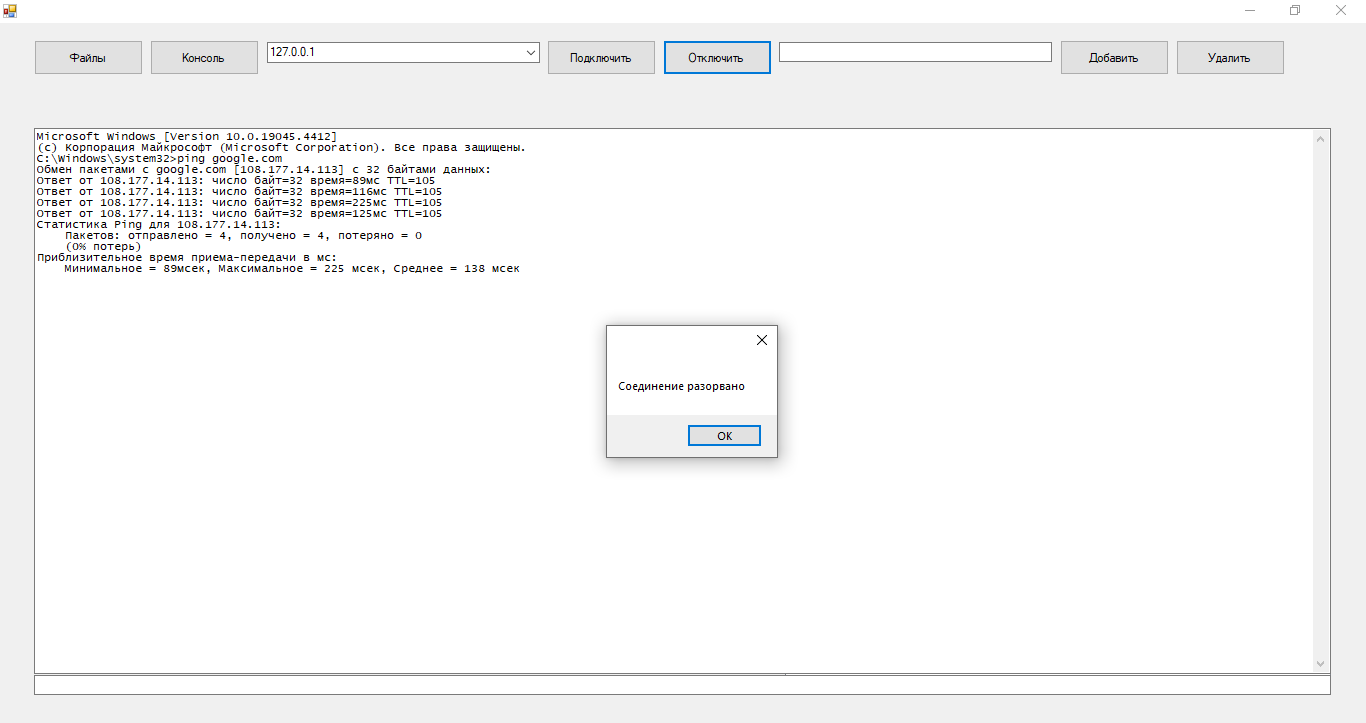 Файлы
Консоль
127.0.0.1
Подключить
Отключить
Добавить
Удалить
Microsoft Windows [Version 10.0.19045.4412]
(c) Корпорация Майкрософт (Microsoft Corporation). Все права защищены.
C:\Windows\system32>ping google.com
Обмен пакетами с google.com [108.177.14.113] с 32 байтами данных:
Ответ от 108.177.14.113: число байт=32 время=89мс TTL=105
Ответ от 108.177.14.113: число байт=32 время=116мс TTL=105
Ответ от 108.177.14.113: число байт=32 время=225мс TTL=105
Ответ от 108.177.14.113: число байт=32 время=125мс TTL=105
Статистика Ping для 108.177.14.113:
Пакетов: отправлено = 4, получено = 4, потеряно = 0
(0% потерь)
Приблизительное время приема-передачи в мс:
Минимальное = 89мсек, Максимальное = 225 мсек, Среднее = 138 мсек
Соединение разорвано
ОК